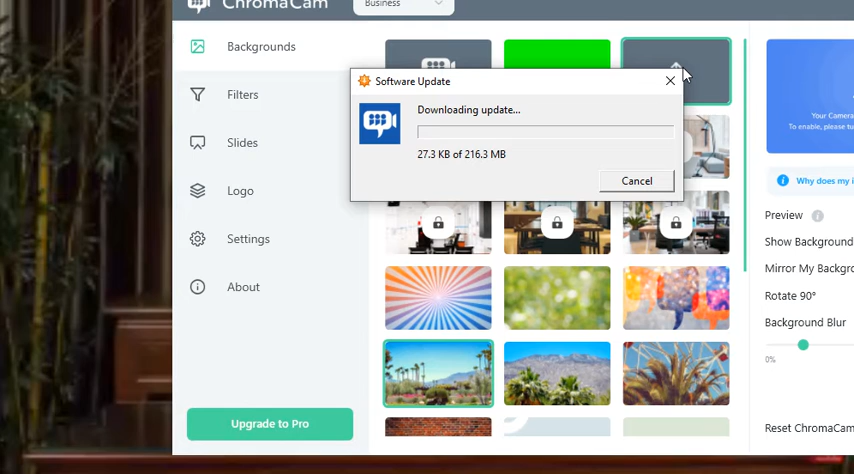 ChromaCam
Business
Backgrounds
Filters
Slides
Logo
Settings
About
Upgrade to Pro
Software Update
Downloading update...
27.3 KB of 216.3 MB
Cancel
Your Camera
To enable, please tu
Why does my i
Preview
Show Background
Mirror My Backgro
Rotate 90°
Background Blur
0%
Reset ChromaCam